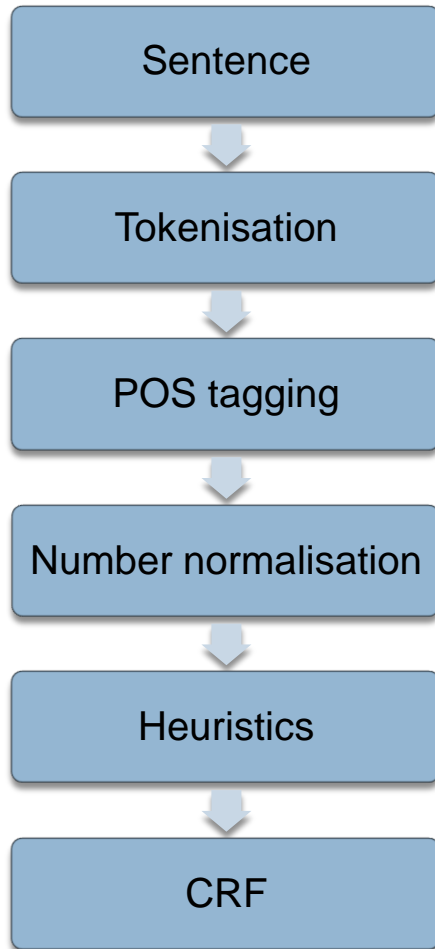 Sentence
Tokenisation
POS tagging
Number normalisation
Heuristics
CRF